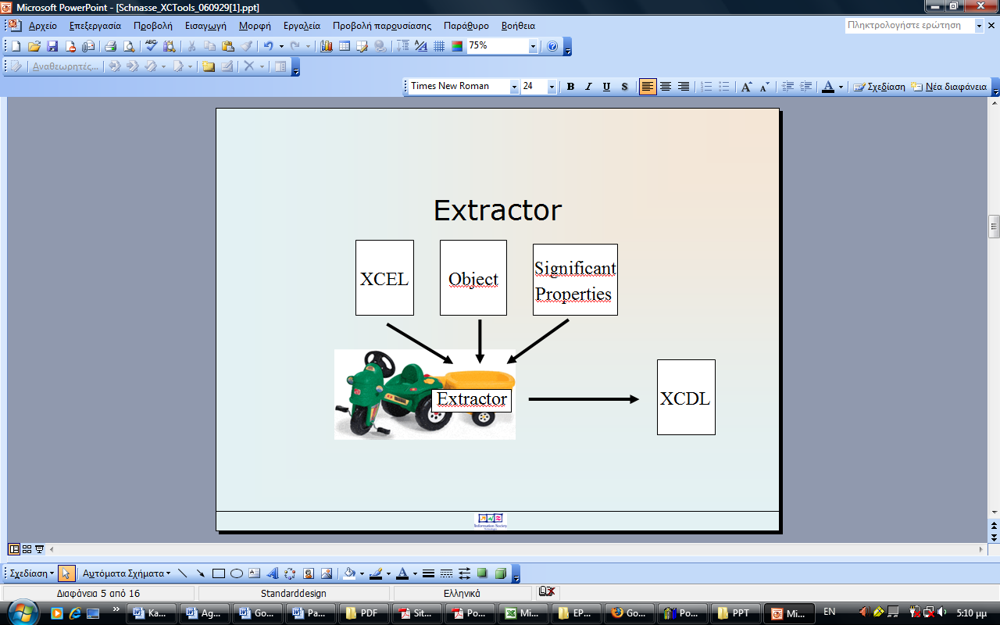 Microsoft PowerPoint - [Schnasse_XCTools_060929[1].ppt]
Αρχείο Επεξεργασία Προβολή Εισαγωγή Μορφή Εργαλεία Προβολή παρουσίασης Παράθυρο Βοήθεια Πληκτρολογήστε ερώτηση
75%
Αναθεωρητές...
Times New Roman 24 B I U S Σχεδίαση Νέα διαφάνεια
Extractor
XCEL
Object
Significant
Properties
Extractor
XCDL
Information Society
Σχεδίαση Αυτόματα Σχήματα
Διαφάνεια 5 από 16 Standarddesign Ελληνικά
Ka... Ag... Go... Pa... PDF Sit... Po... Mi... EP... Go... Po... PPT Mi... EN 5:10 μμ